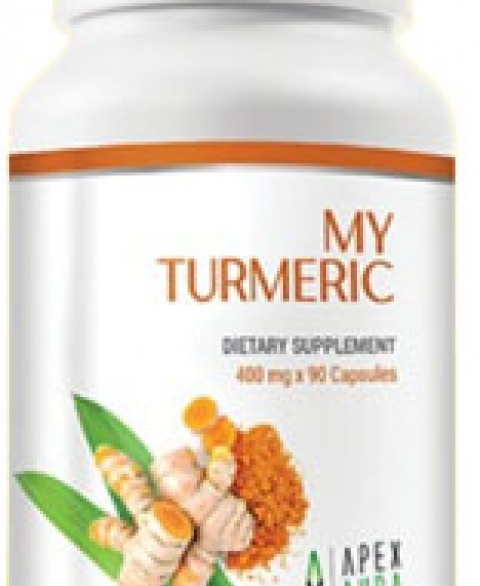 MY
TURMERIC
DIETARY SUPPLEMENT
400 mg x 90 Capsules
APEX